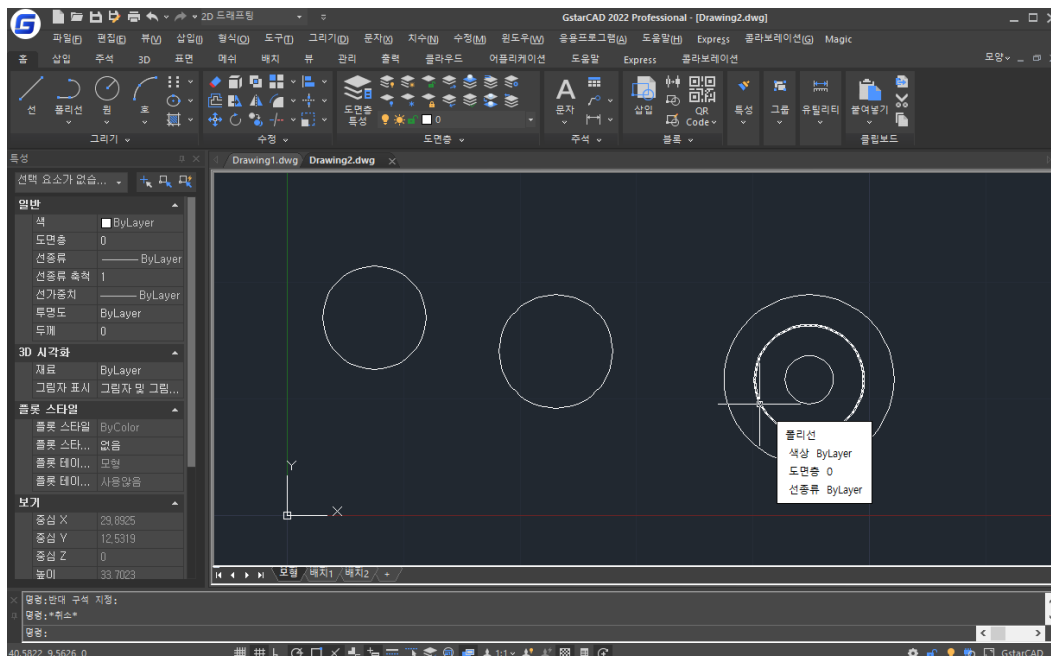 2D 드래프팅
GstarCAD 2022 Professional - [Drawing2.dwg]
파일(F) 편집(E) 뷰(V) 삽입(I) 형식(O) 도구(T) 그리기(D) 문자(X) 치수(N) 수정(M) 윈도우(W) 응용프로그램(A) 도움말(H) Express 콜라보레이션(G) Magic
홈 삽입 주석 3D 표면 메쉬 배치 뷰 관리 출력 클라우드 어플리케이션 도움말 Express 콜라보레이션 모양
선 폴리선 원 호
도면층 특성
0
문자
삽입
QR Code
특성 그룹 유틸리티 붙여넣기
그리기 수정 도면층 주석 블록 클립보드
특성
Drawing1.dwg Drawing2.dwg
선택 요소가 없습...
일반
색 ByLayer
도면층 0
선종류 ByLayer
선종류 축척 1
선가중치 ByLayer
투명도 ByLayer
두께 0
3D 시각화
재료 ByLayer
그림자 표시 그림자 및 그림...
플롯 스타일
플롯 스타일 ByColor
플롯 스타... 없음
플롯 테이... 모형
플롯 테이... 사용않음
보기
중심 X 29.8925
중심 Y 12.5319
중심 Z 0
높이 33.7023
Y
X
폴리선
색상 ByLayer
도면층 0
선종류 ByLayer
모형 배치1 배치2 +
명령:반대 구석 지정:
명령:*취소*
명령:
40.5822, 9.5626, 0
1:1
GstarCAD